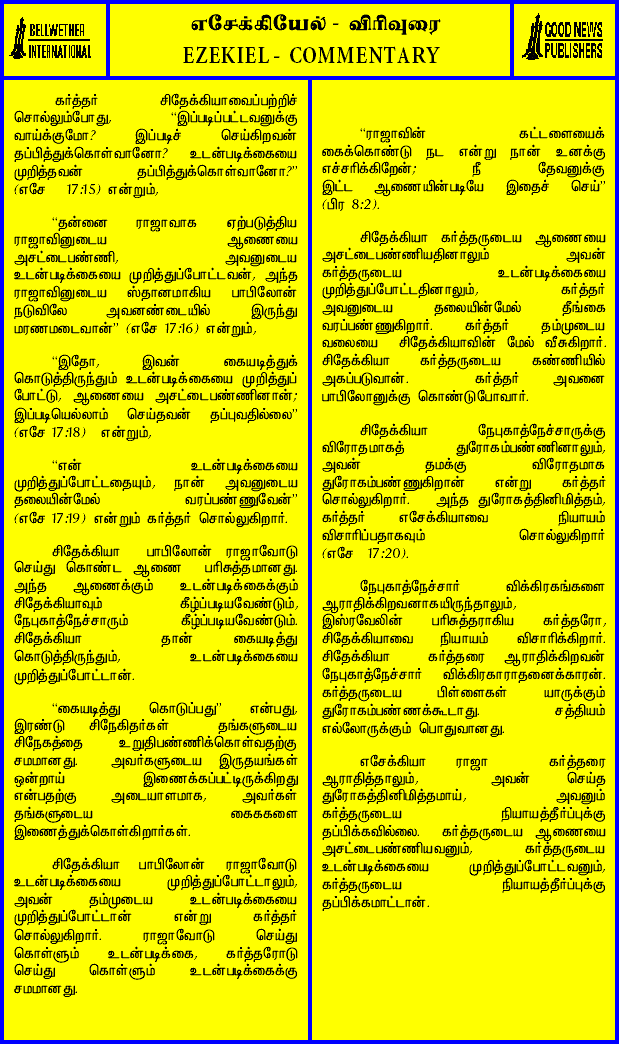 BELLWETHER
INTERNATIONAL
எசேக்கியேல் - விரிவுரை
EZEKIEL - COMMENTARY
GOOD NEWS
PUBLISHERS
கர்த்தர் சிதேக்கியாவைப்பற்றிச்
சொல்லும்போது, “இப்படிப்பட்டவனுக்கு
வாய்க்குமோ? இப்படிச் செய்கிறவன்
தப்பித்துக்கொள்வானோ? உடன்படிக்கையை
முறித்தவன் தப்பித்துக்கொள்வானோ?”
(எசே 17:15) என்றும்,
“தன்னை ராஜாவாக ஏற்படுத்திய
ராஜாவினுடைய ஆணையை
அசட்டைபண்ணி, அவனுடைய
உடன்படிக்கையை முறித்துப்போட்டவன், அந்த
ராஜாவினுடைய ஸ்தானமாகிய பாபிலோன்
நடுவிலே அவனண்டையில் இருந்து
மரணமடைவான்” (எசே 17:16) என்றும்,
“இதோ, இவன் கையடித்துக்
கொடுத்திருந்தும் உடன்படிக்கையை முறித்துப்
போட்டு, ஆணையை அசட்டைபண்ணினான்;
இப்படியெல்லாம் செய்தவன் தப்புவதில்லை”
(எசே 17:18) என்றும்,
“என் உடன்படிக்கையை
முறித்துப்போட்டதையும், நான் அவனுடைய
தலையின்மேல் வரப்பண்ணுவேன்”
(எசே 17:19) என்றும் கர்த்தர் சொல்லுகிறார்.
சிதேக்கியா பாபிலோன் ராஜாவோடு
செய்து கொண்ட ஆணை பரிசுத்தமானது.
அந்த ஆணைக்கும் உடன்படிக்கைக்கும்
சிதேக்கியாவும் கீழ்ப்படியவேண்டும்,
நேபுகாத்நேச்சாரும் கீழ்ப்படியவேண்டும்.
சிதேக்கியா தான் கையடித்து
கொடுத்திருந்தும், உடன்படிக்கையை
முறித்துப்போட்டான்.
“கையடித்து கொடுப்பது” என்பது,
இரண்டு சிநேகிதர்கள் தங்களுடைய
சிநேகத்தை உறுதிபண்ணிக்கொள்வதற்கு
சமமானது. அவர்களுடைய இருதயங்கள்
ஒன்றாய் இணைக்கப்பட்டிருக்கிறது
என்பதற்கு அடையாளமாக, அவர்கள்
தங்களுடைய கைககளை
இணைத்துக்கொள்கிறார்கள்.
சிதேக்கியா பாபிலோன் ராஜாவோடு
உடன்படிக்கையை முறித்துப்போட்டாலும்,
அவன் தம்முடைய உடன்படிக்கையை
முறித்துப்போட்டான் என்று கர்த்தர்
சொல்லுகிறார். ராஜாவோடு செய்து
கொள்ளும் உடன்படிக்கை, கர்த்தரோடு
செய்து கொள்ளும் உடன்படிக்கைக்கு
சமமானது.
“ராஜாவின் கட்டளையைக்
கைக்கொண்டு நட என்று நான் உனக்கு
எச்சரிக்கிறேன்; நீ தேவனுக்கு
இட்ட ஆணையின்படியே இதைச் செய்”
(பிர 8:2).
சிதேக்கியா கர்த்தருடைய ஆணையை
அசட்டைபண்ணியதினாலும் அவன்
கர்த்தருடைய உடன்படிக்கையை
முறித்துப்போட்டதினாலும், கர்த்தர்
அவனுடைய தலையின்மேல் தீங்கை
வரப்பண்ணுகிறார். கர்த்தர் தம்முடைய
வலையை சிதேக்கியாவின் மேல் வீசுகிறார்.
சிதேக்கியா கர்த்தருடைய கண்ணியில்
அகப்படுவான். கர்த்தர் அவனை
பாபிலோனுக்கு கொண்டுபோவார்.
சிதேக்கியா நேபுகாத்நேச்சாருக்கு
விரோதமாகத் துரோகம்பண்ணினாலும்,
அவன் தமக்கு விரோதமாக
துரோகம்பண்ணுகிறான் என்று கர்த்தர்
சொல்லுகிறார். அந்த துரோகத்தினிமித்தம்,
கர்த்தர் எசேக்கியாவை நியாயம்
விசாரிப்பதாகவும் சொல்லுகிறார்
(எசே 17:20).
நேபுகாத்நேச்சார் விக்கிரகங்களை
ஆராதிக்கிறவனாகயிருந்தாலும்,
இஸ்ரவேலின் பரிசுத்தராகிய கர்த்தரோ,
சிதேக்கியாவை நியாயம் விசாரிக்கிறார்.
சிதேக்கியா கர்த்தரை ஆராதிக்கிறவன்
நேபுகாத்நேச்சார் விக்கிரகாராதனைக்காரன்.
கர்த்தருடைய பிள்ளைகள் யாருக்கும்
துரோகம்பண்ணக்கூடாது. சத்தியம்
எல்லோருக்கும் பொதுவானது.
எசேக்கியா ராஜா கர்த்தரை
ஆராதித்தாலும், அவன் செய்த
துரோகத்தினிமித்தமாய், அவனும்
கர்த்தருடைய நியாயத்தீர்ப்புக்கு
தப்பிக்கவில்லை. கர்த்தருடைய ஆணையை
அசட்டைபண்ணியவனும், கர்த்தருடைய
உடன்படிக்கையை முறித்துப்போட்டவனும்,
கர்த்தருடைய நியாயத்தீர்ப்புக்கு
தப்பிக்கமாட்டான்.